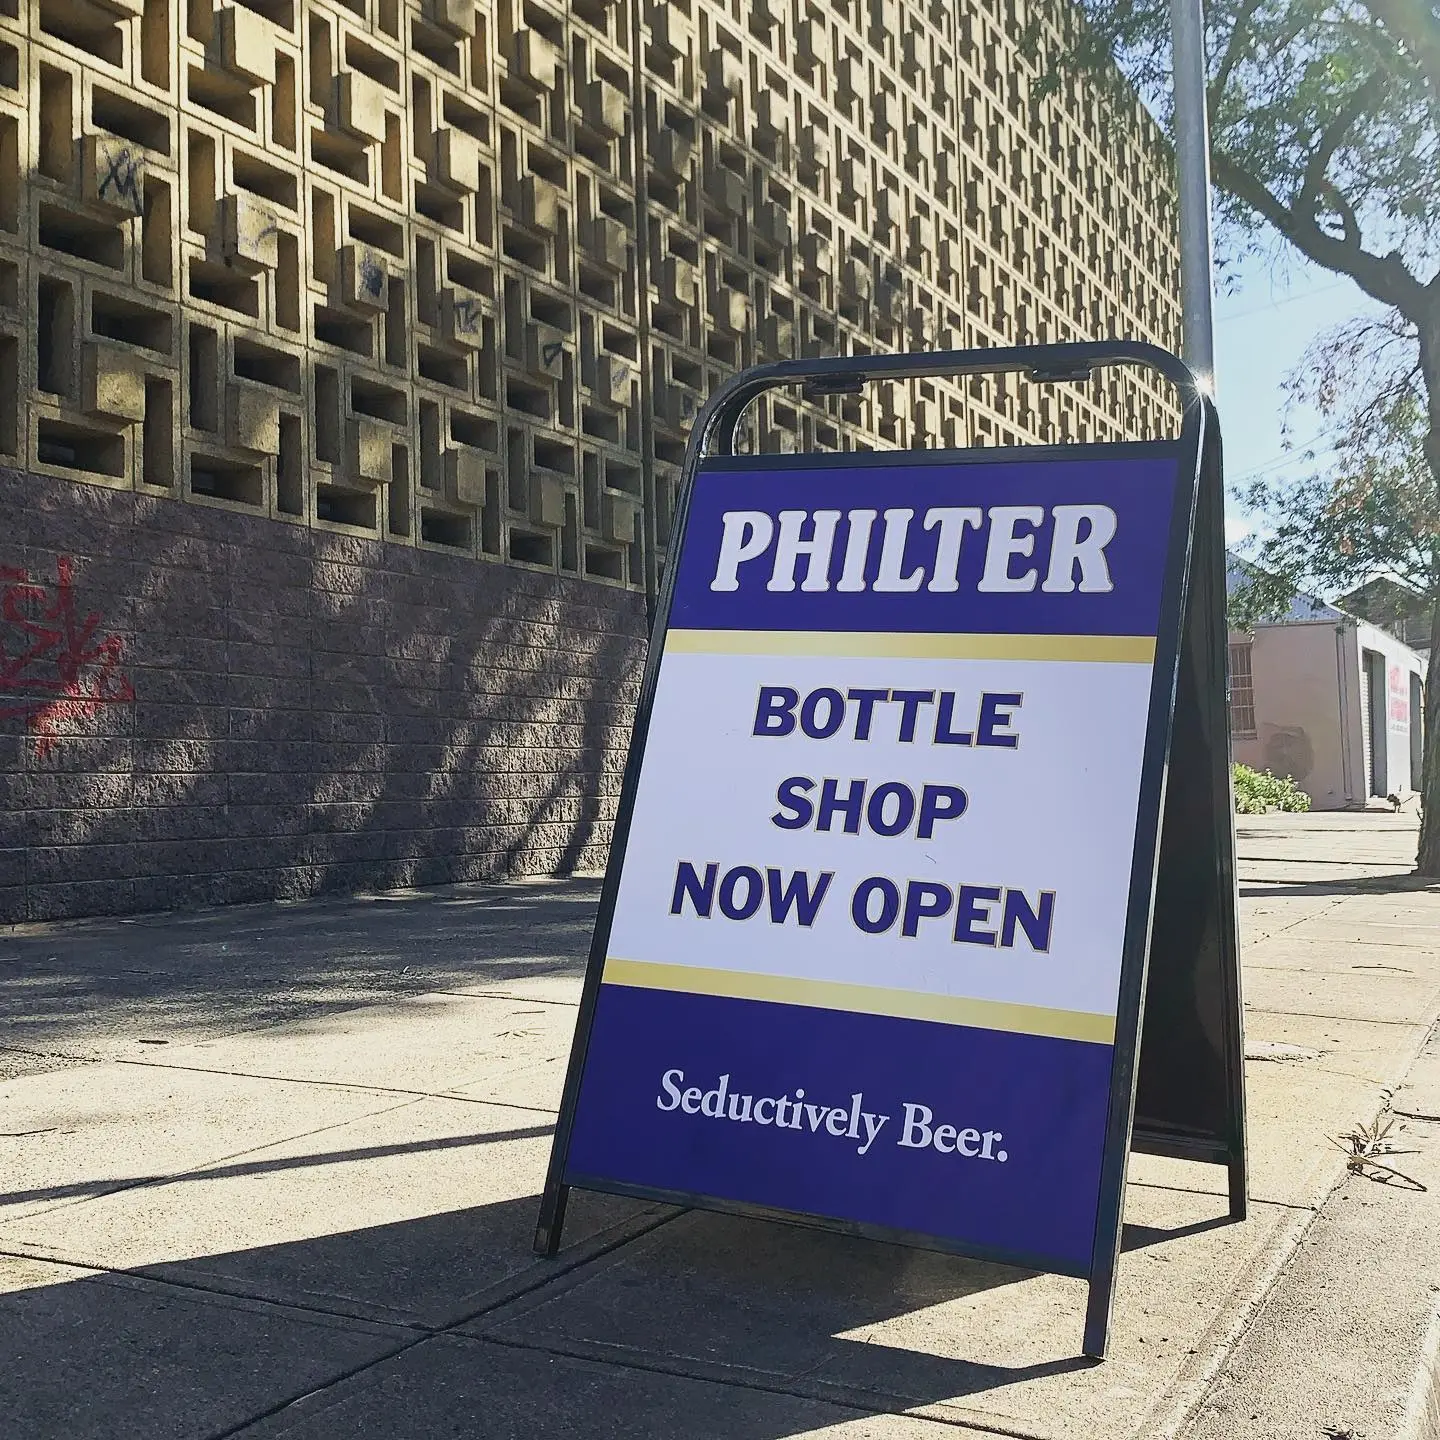 PHILTER
BOTTLE
SHOP
NOW OPEN
Seductively Beer.